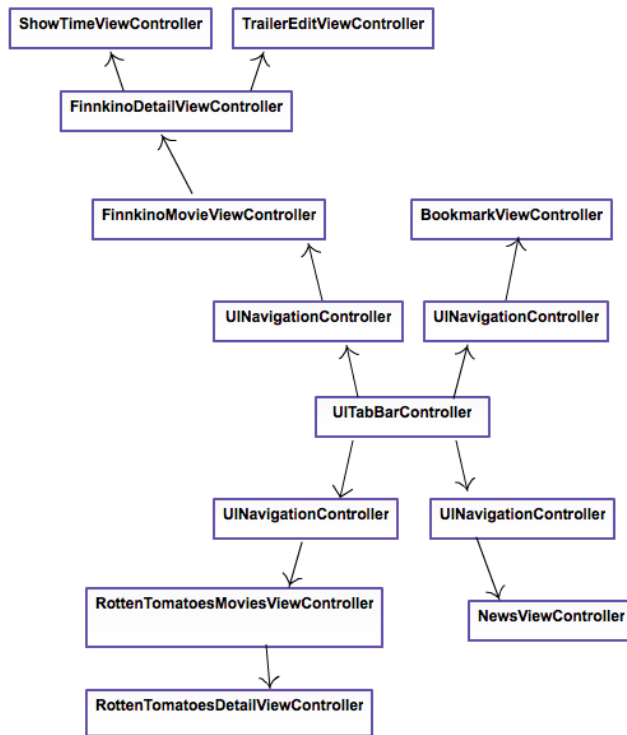 ShowTimeViewController
TrailerEditViewController
FinnkinoDetailViewController
FinnkinoMovieViewController
BookmarkViewController
UINavigationController
UINavigationController
UITabBarController
UINavigationController
UINavigationController
RottenTomatoesMoviesViewController
NewsViewController
RottenTomatoesDetailViewController